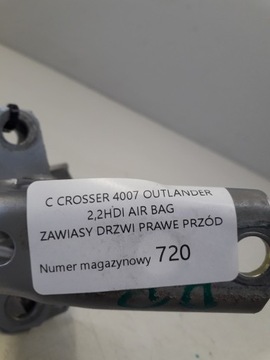 C CROSSER 4007 OUTLANDER
2,2HDI AIR BAG
ZAWIASY DRZWI PRAWE PRZÓD
Numer magazynowy 720